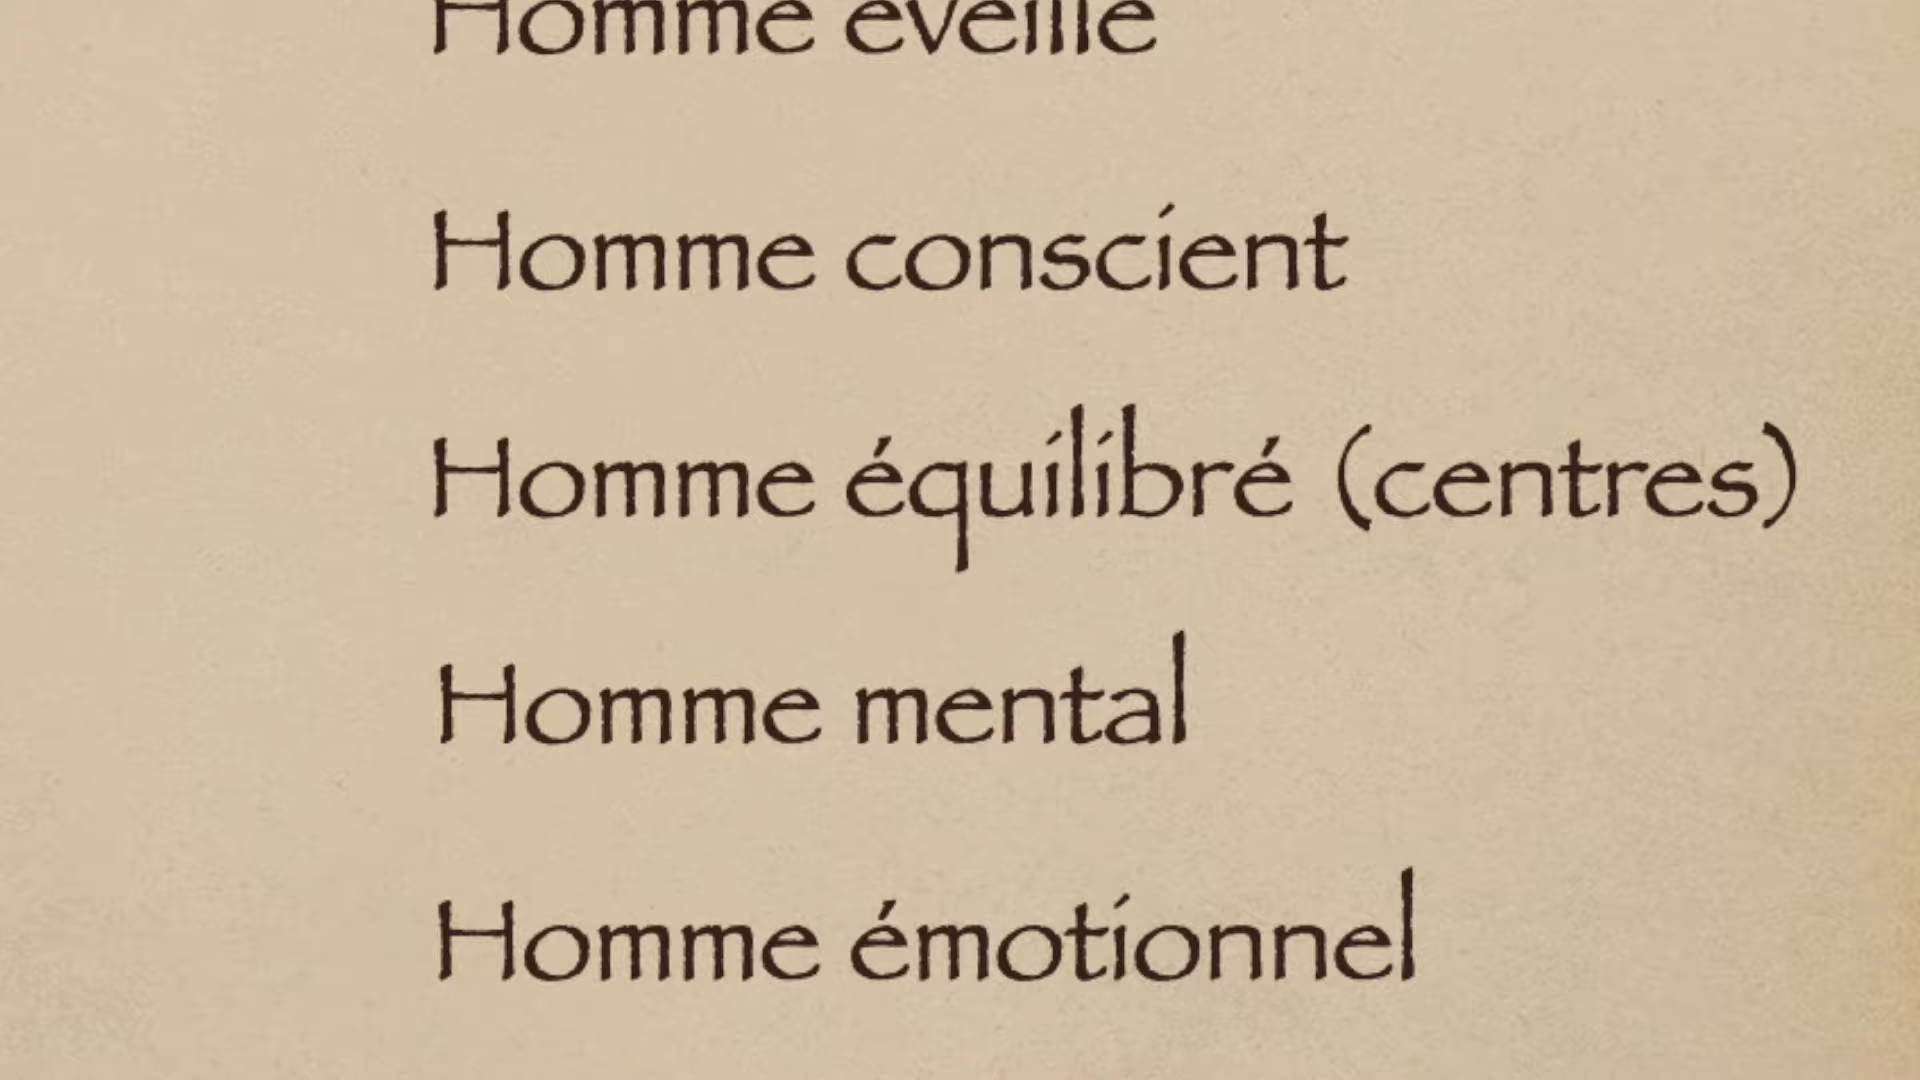 Homme éveillé
Homme conscient
Homme équilibré (centres)
Homme mental
Homme émotionnel